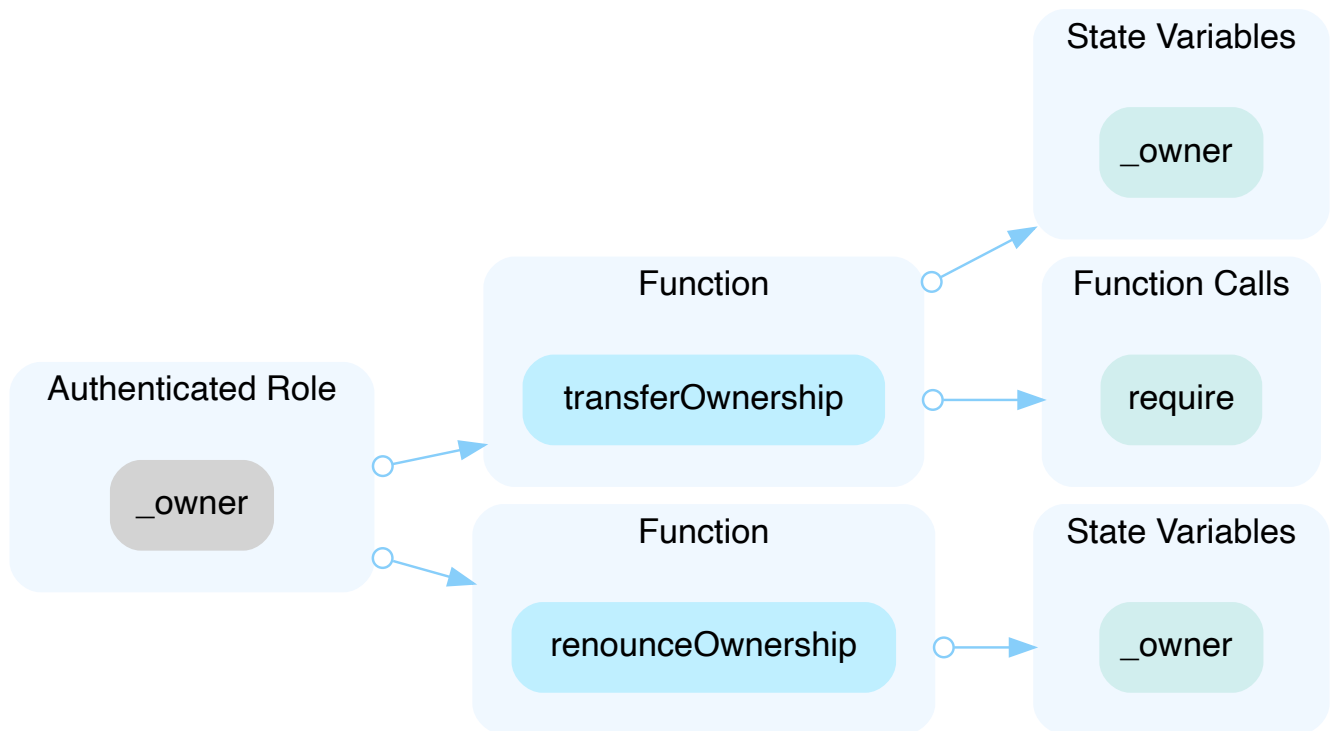 State Variables
_owner
Function
Function Calls
Authenticated Role
transferOwnership
require
_owner
Function
State Variables
renounceOwnership
_owner